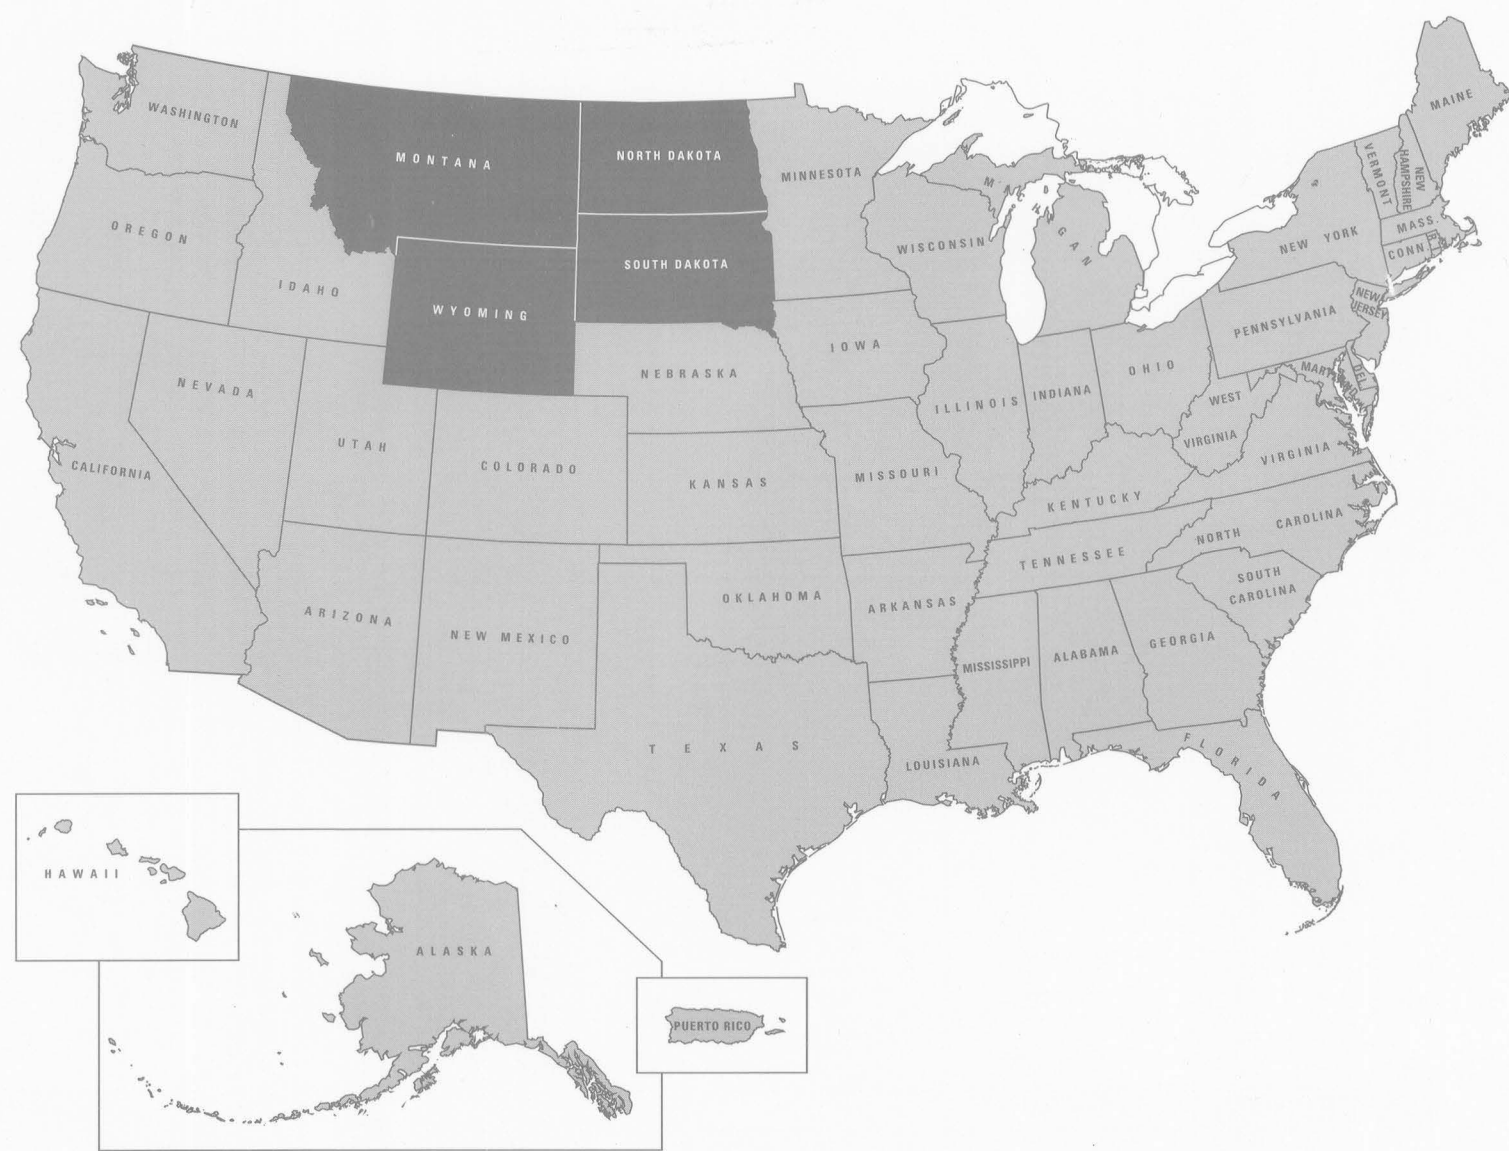 MAINE
WASHINGTON
MONTANA
NORTH DAKOTA
MINNESOTA
VERMONT
NEW
HAMPSHIRE
MICHIGAN
MASS.
OREGON
NEW YORK
WISCONSIN
CONN
R.I.
SOUTH DAKOTA
IDAHO
WYOMING
NEW
JERSEY
PENNSYLVANIA
IOWA
NEBRASKA
OHIO
MARYLAND
DEL.
NEVADA
ILLINOIS
INDIANA
WEST
VIRGINIA
UTAH
COLORADO
CALIFORNIA
KANSAS
MISSOURI
VIRGINIA
KENTUCKY
NORTH CAROLINA
TENNESSEE
SOUTH
CAROLINA
ARIZONA
NEW MEXICO
OKLAHOMA
ARKANSAS
MISSISSIPPI
ALABAMA
GEORGIA
TEXAS
LOUISIANA
FLORIDA
HAWAII
ALASKA
PUERTO RICO